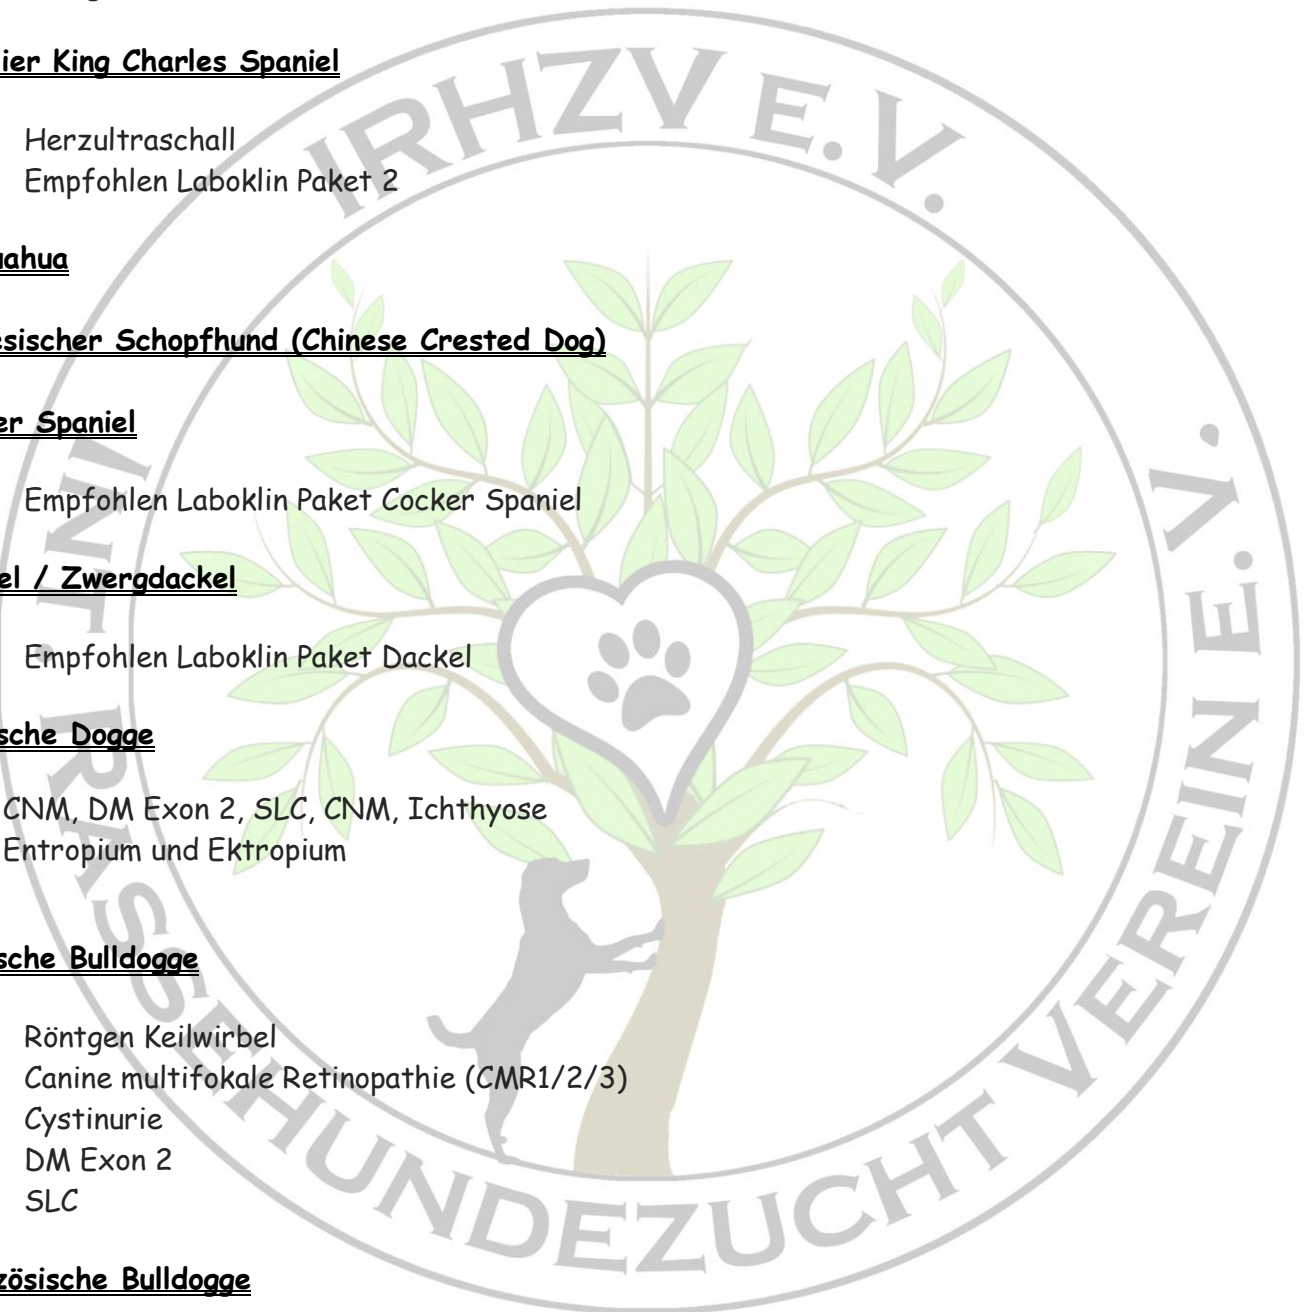 ier King Charles Spaniel
Herzultraschall
Empfohlen Laboklin Paket 2
uahua
esischer Schopfhund (Chinese Crested Dog)
er Spaniel
Empfohlen Laboklin Paket Cocker Spaniel
el / Zwergdackel
Empfohlen Laboklin Paket Dackel
sche Dogge
CNM, DM Exon 2, SLC, CNM, Ichthyose
Entropium und Ektropium
sche Bulldogge
Röntgen Keilwirbel
Canine multifokale Retinopathie (CMR1/2/3)
Cystinurie
DM Exon 2
SLC
zösische Bulldogge
IRHZV E.V.
INT. RASSEHUNDEZUCHT VEREIN E.V.